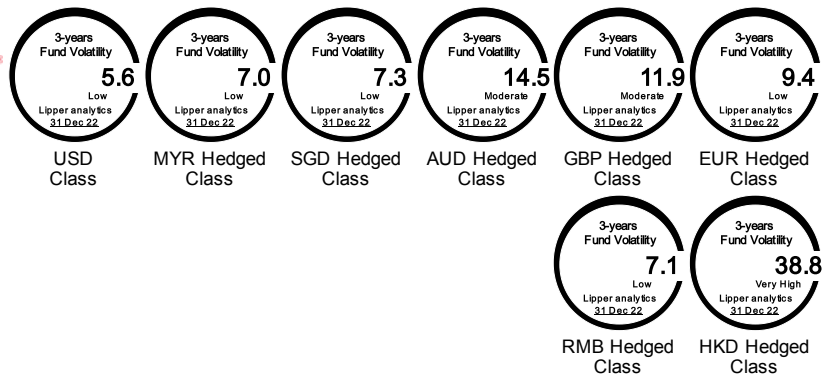 3-years
Fund Volatility
5.6
Low
Lipper analytics
31 Dec 22
USD
Class
3-years
Fund Volatility
7.0
Low
Lipper analytics
31 Dec 22
MYR Hedged
Class
3-years
Fund Volatility
7.3
Low
Lipper analytics
31 Dec 22
SGD Hedged
Class
3-years
Fund Volatility
14.5
Moderate
Lipper analytics
31 Dec 22
AUD Hedged
Class
3-years
Fund Volatility
11.9
Moderate
Lipper analytics
31 Dec 22
GBP Hedged
Class
3-years
Fund Volatility
9.4
Low
Lipper analytics
31 Dec 22
EUR Hedged
Class
3-years
Fund Volatility
7.1
Low
Lipper analytics
31 Dec 22
RMB Hedged
Class
3-years
Fund Volatility
38.8
Very High
Lipper analytics
31 Dec 22
HKD Hedged
Class